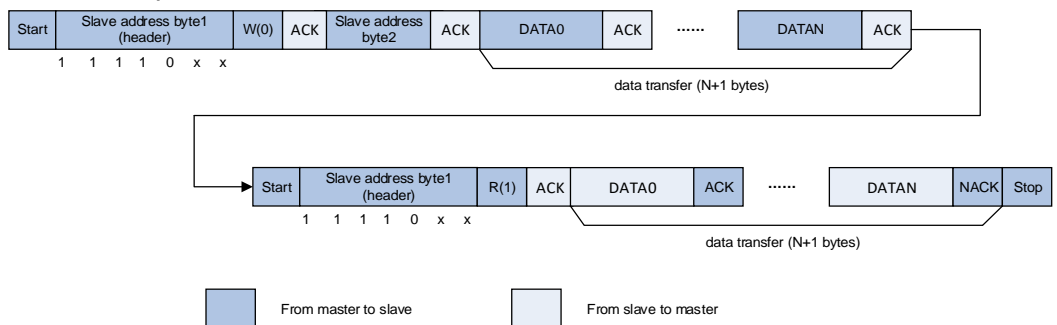 Start Slave address byte1 (header) W(0) ACK Slave address byte2 ACK DATA0 ACK ...... DATAN ACK
1 1 1 1 0 x x
data transfer (N+1 bytes)
Start Slave address byte1 (header) R(1) ACK DATA0 ACK ...... DATAN NACK Stop
1 1 1 1 0 x x
data transfer (N+1 bytes)
From master to slave From slave to master